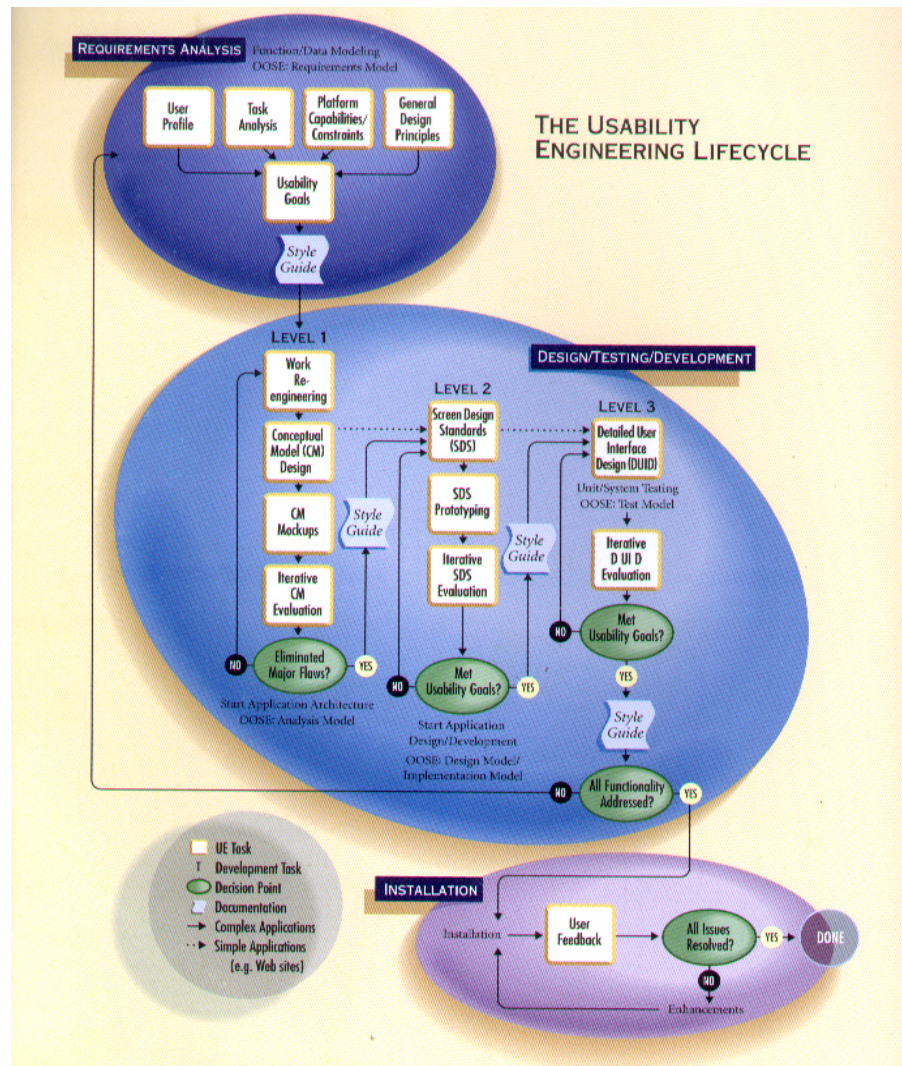 REQUIREMENTS ANALYSIS
Function/Data Modeling
OOSE: Requirements Model
User
Profile
Task
Analysis
Platform
Capabilities/
Constraints
General
Design
Principles
THE USABILITY
ENGINEERING LIFECYCLE
Usability
Goals
Style
Guide
LEVEL 1
Work
Re-
engineering
Conceptual
Model (CM)
Design
CM
Mockups
Iterative
CM
Evaluation
Eliminated
Major Flaws?
NO
YES
Start Application Architecture
OOSE: Analysis Model
Style
Guide
DESIGN/TESTING/DEVELOPMENT
LEVEL 2
Screen Design
Standards
(SDS)
SDS
Prototyping
Iterative
SDS
Evaluation
Met
Usability Goals?
NO
YES
Start Application
Design/Development
OOSE: Design Model/
Implementation Model
Style
Guide
LEVEL 3
Detailed User
Interface
Design (DUID)
Unit/System Testing
OOSE: Test Model
Iterative
D UI D
Evaluation
Met
Usability Goals?
NO
YES
Style
Guide
All Functionality
Addressed?
NO
YES
UE Task
T Development Task
Decision Point
Documentation
Complex Applications
Simple Applications
(e.g. Web sites)
INSTALLATION
Installation
User
Feedback
All Issues
Resolved?
YES
DONE
NO
Enhancements